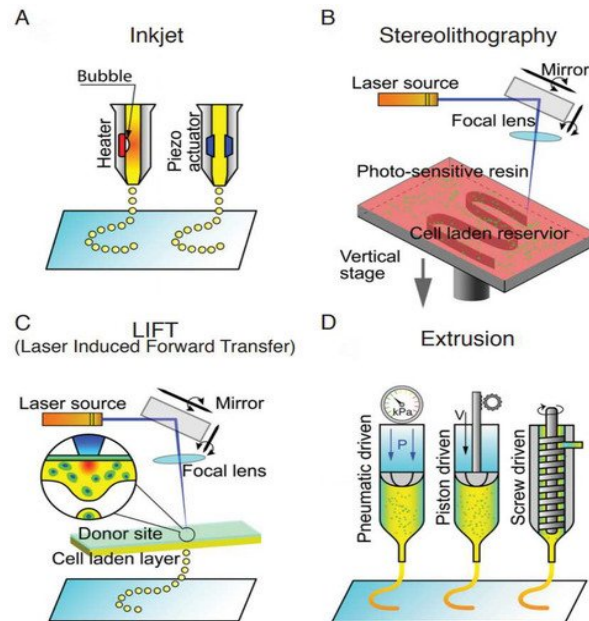 A
Inkjet
Bubble
Heater
Piezo
actuator
B
Stereolithography
Laser source
Mirror
Focal lens
Photo-sensitive resin
Cell laden reservior
Vertical
stage
C
LIFT
(Laser Induced Forward Transfer)
Laser source
Mirror
Focal lens
Donor site
Cell laden layer
D
Extrusion
kPa
P
Pneumatic driven
V
Piston driven
Screw driven